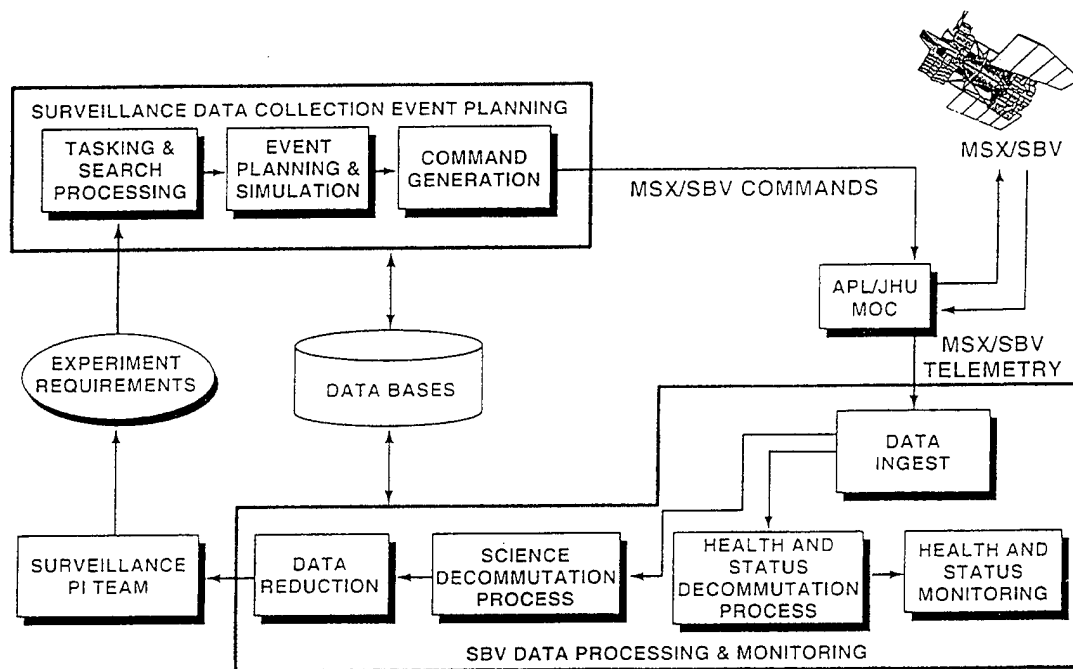 SURVEILLANCE DATA COLLECTION EVENT PLANNING
TASKING &
SEARCH
PROCESSING
EVENT
PLANNING &
SIMULATION
COMMAND
GENERATION
MSX/SBV COMMANDS
MSX/SBV
APL/JHU
MOC
MSX/SBV
TELEMETRY
EXPERIMENT
REQUIREMENTS
DATA BASES
DATA
INGEST
SURVEILLANCE
PI TEAM
DATA
REDUCTION
SCIENCE
DECOMMUTATION
PROCESS
HEALTH AND
STATUS
DECOMMUTATION
PROCESS
HEALTH AND
STATUS
MONITORING
SBV DATA PROCESSING & MONITORING